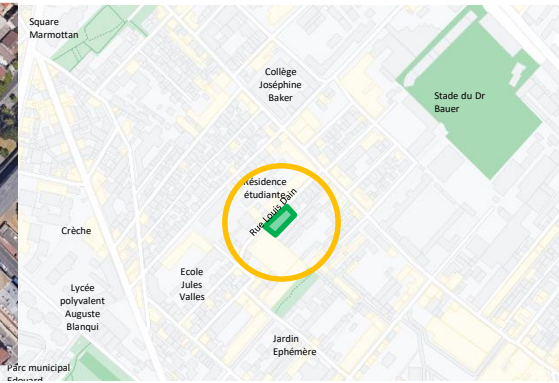 Square
Marmottan
Collège
Joséphine
Baker
Stade du Dr
Bauer
Résidence
étudiante
Rue Louis Dain
Crèche
Ecole
Jules
Valles
Lycée
polyvalent
Auguste
Blanqui
Jardin
Ephémère
Parc municipal
Edouard